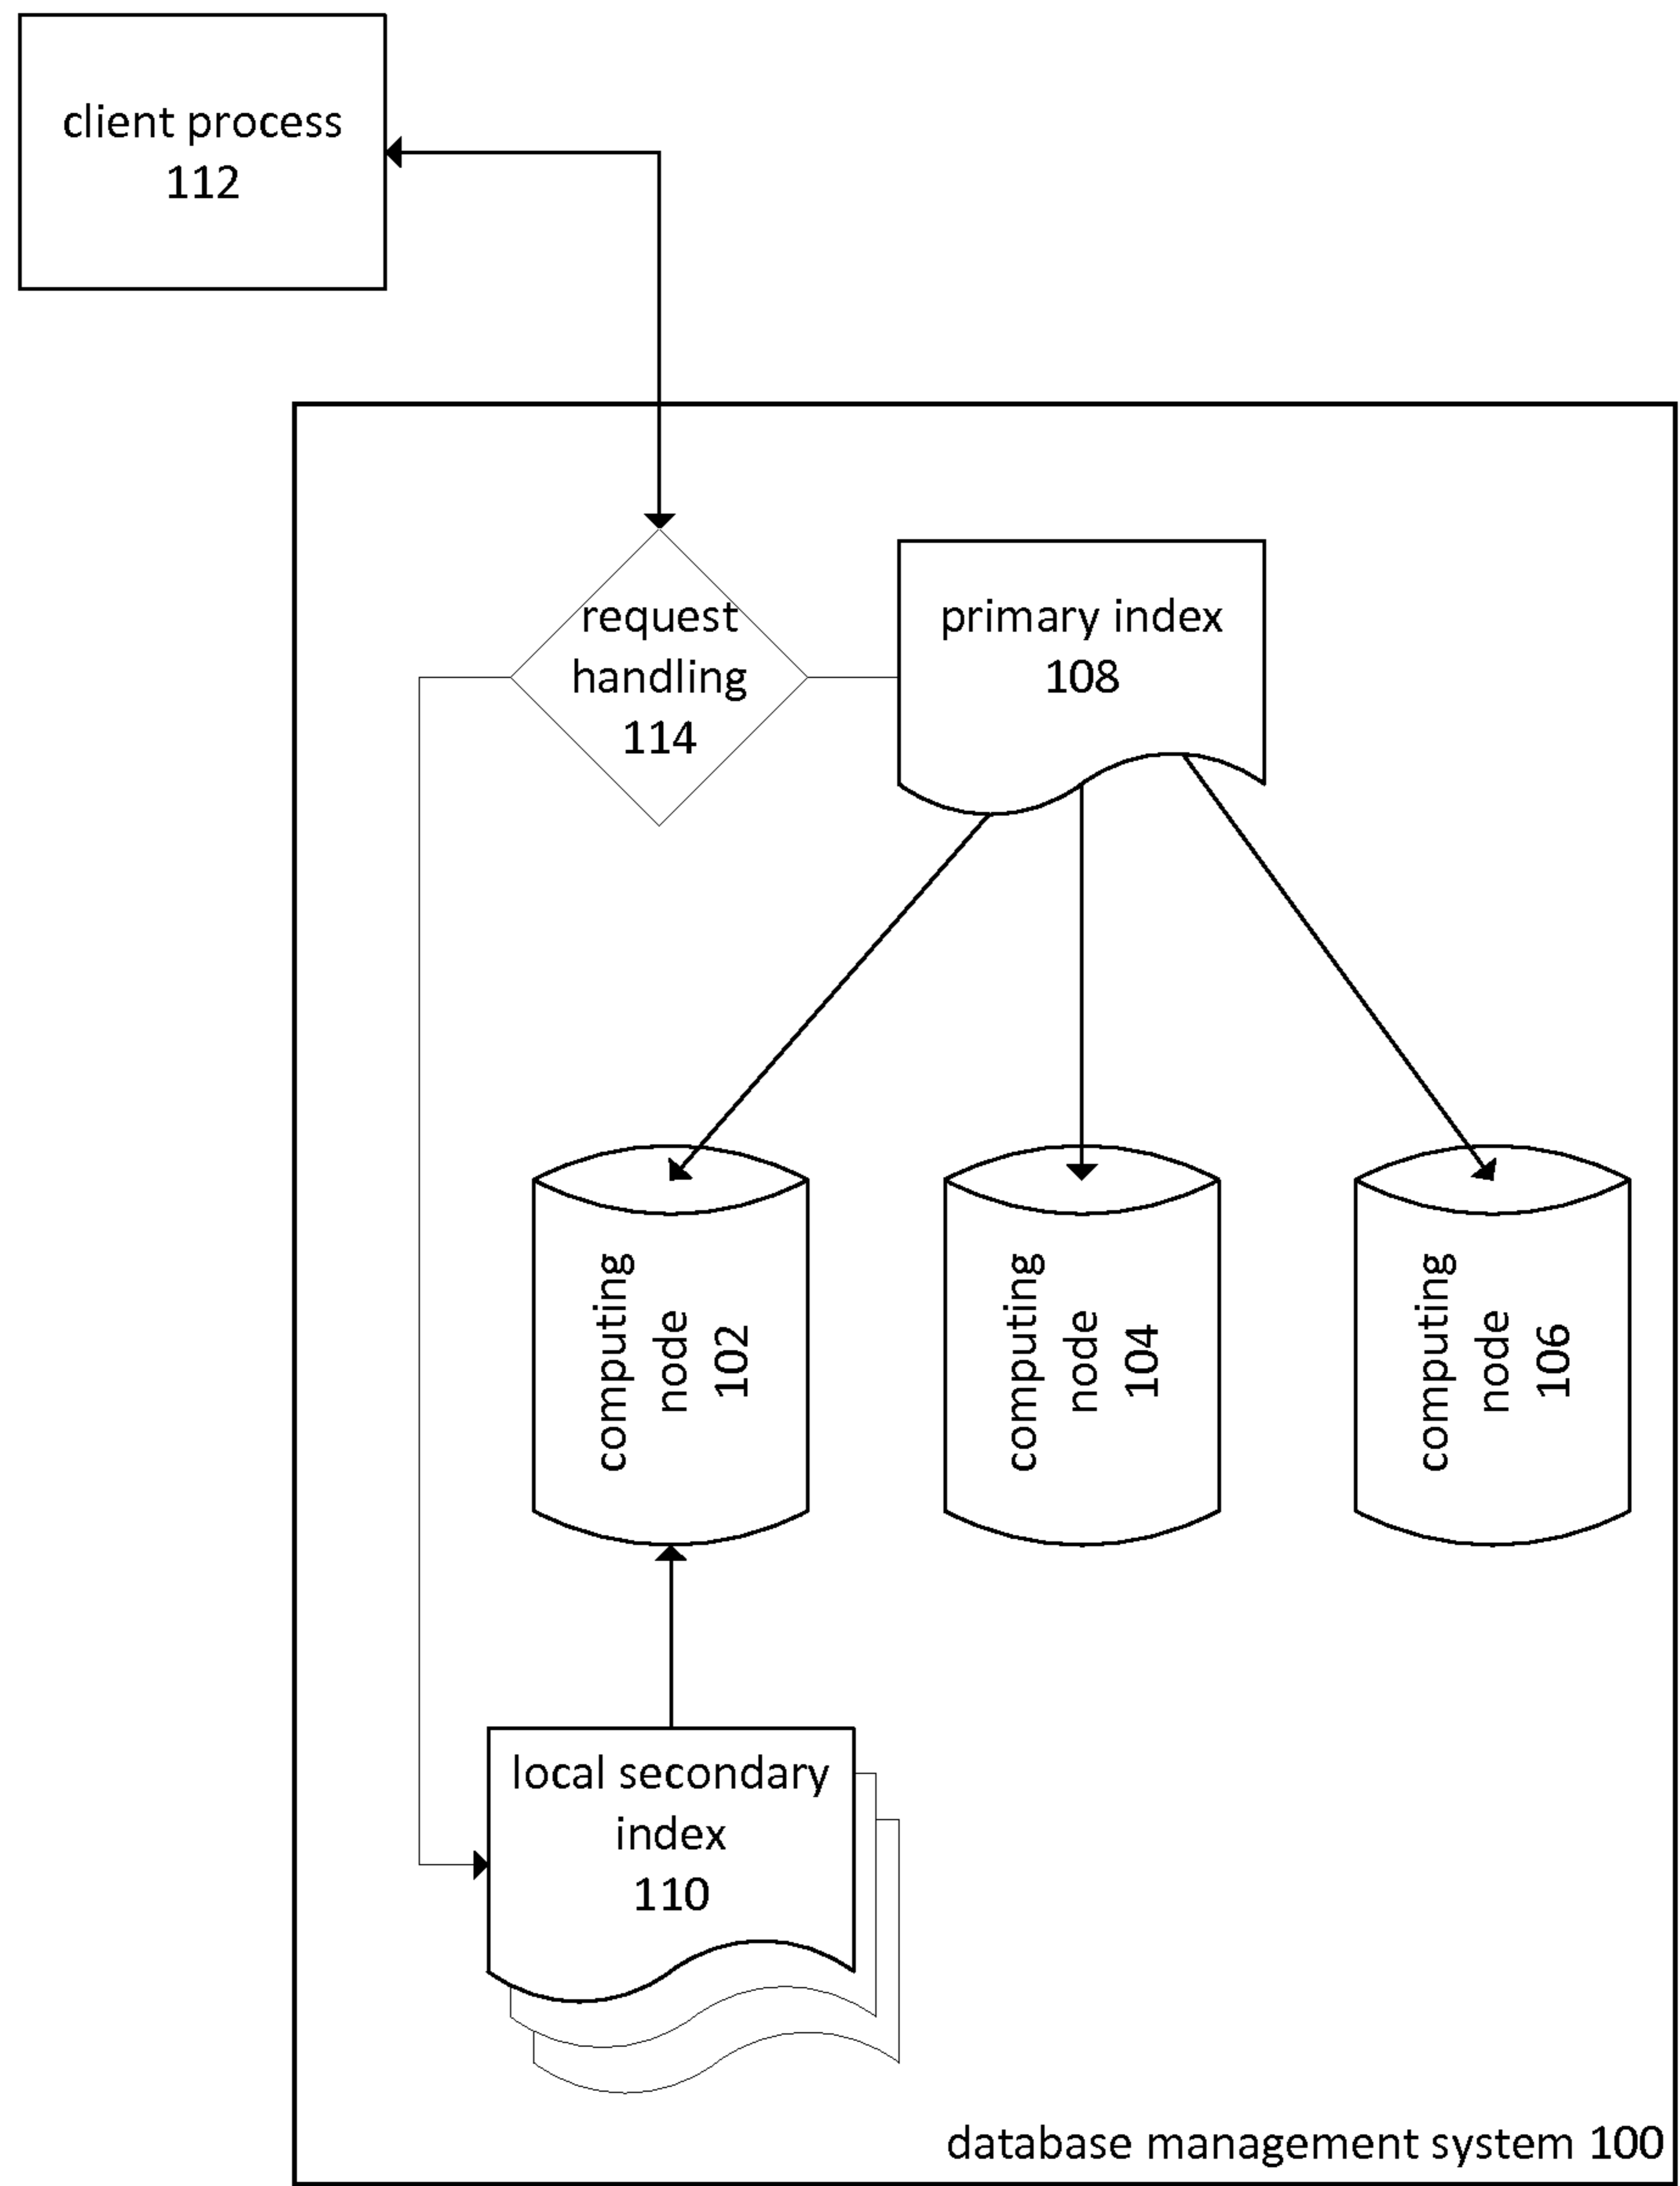 client process
112
request
handling
114
primary index
108
computing
node
102
computing
node
104
computing
node
106
local secondary
index
110
database management system 100